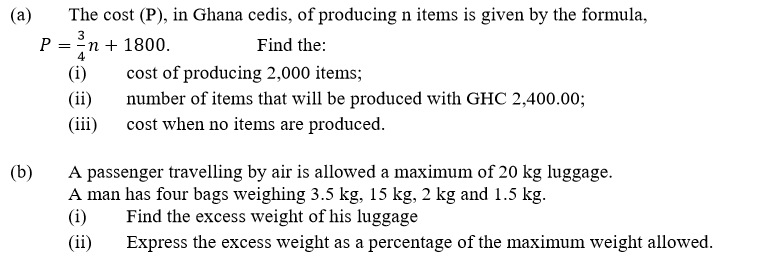 (a) The cost (P), in Ghana cedis, of producing n items is given by the formula,
P = 3/4 n + 1800. Find the:
(i) cost of producing 2,000 items;
(ii) number of items that will be produced with GHC 2,400.00;
(iii) cost when no items are produced.
(b) A passenger travelling by air is allowed a maximum of 20 kg luggage.
A man has four bags weighing 3.5 kg, 15 kg, 2 kg and 1.5 kg.
(i) Find the excess weight of his luggage
(ii) Express the excess weight as a percentage of the maximum weight allowed.